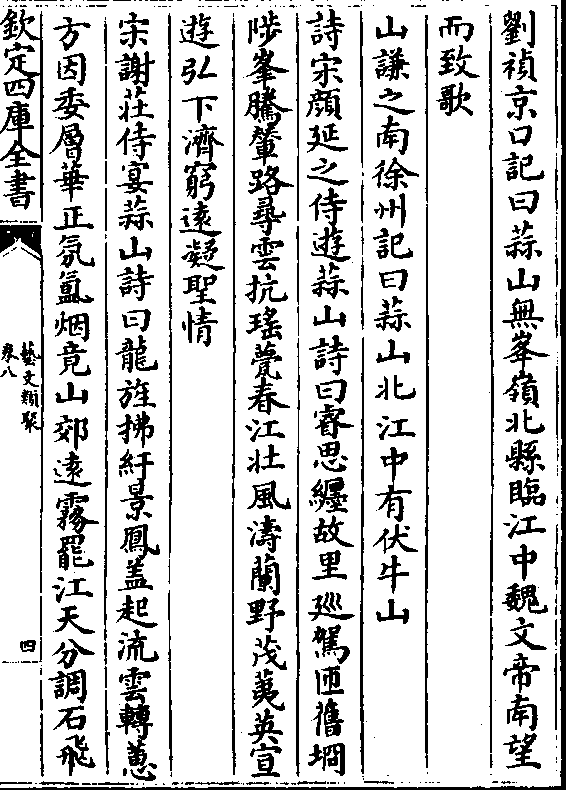 劉禎京口記曰蒜山無峯嶺北縣臨江中魏文帝南望
而致歌
山謙之南徐州記曰蒜山北江中有伏牛山
詩宋顔延之侍遊蒜山詩曰睿思纏故里廵駕匝舊坰
陟峯騰輦路尋雲抗瑤甍春江壮風濤蘭野茂荑英宣
遊弘下濟窮遠凝聖情
宋謝莊侍宴蒜山詩曰龍旌拂紆景鳳盖起流雲轉蕙
方因委層華正氛氳烟竟山郊遠霧罷江天分調石飛
欽定四庫全書
藝文類聚
卷八
四